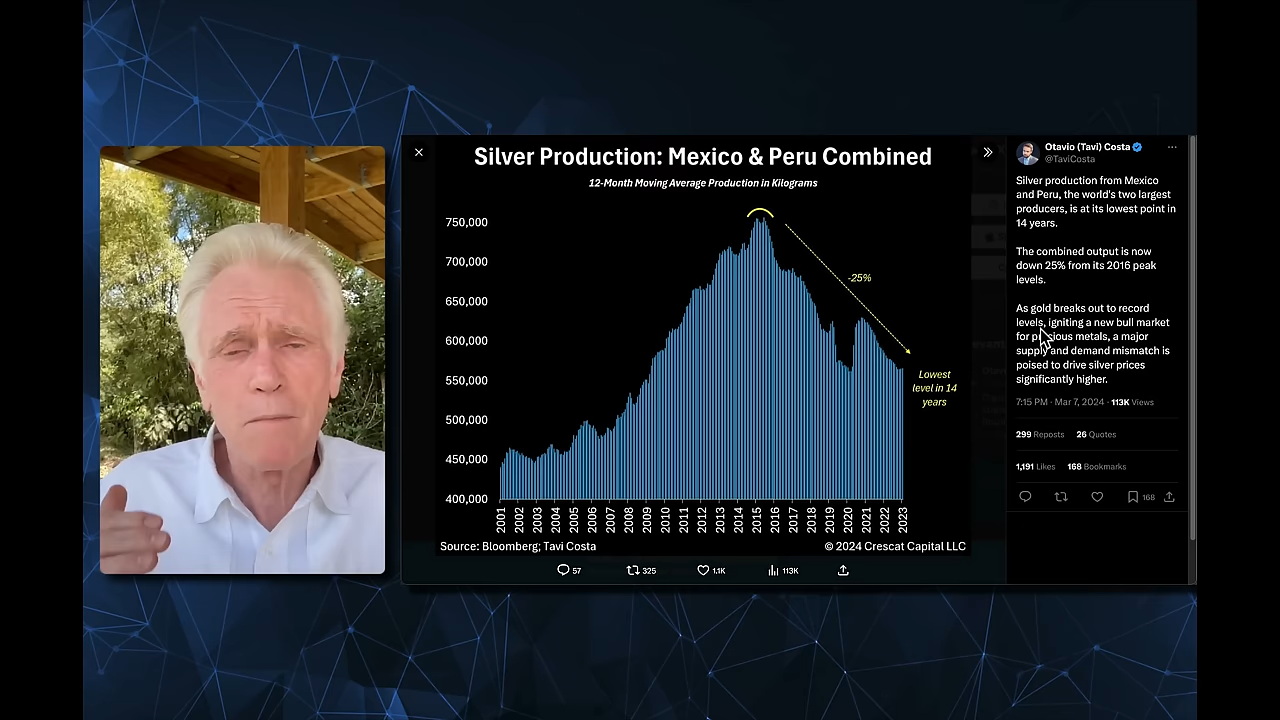 Silver Production: Mexico & Peru Combined
12-Month Moving Average Production in Kilograms
750,000
700,000
650,000
600,000
550,000
500,000
450,000
400,000
-25%
Lowest
level in 14
years
2001
2002
2003
2004
2005
2006
2007
2008
2009
2010
2011
2012
2013
2014
2015
2016
2017
2018
2019
2020
2021
2022
2023
Source: Bloomberg; Tavi Costa
© 2024 Crescat Capital LLC
57
325
1.1K
113K
Otavio (Tavi) Costa
@TaviCosta
Silver production from Mexico
and Peru, the world's two largest
producers, is at its lowest point in
14 years.
The combined output is now
down 25% from its 2016 peak
levels.
As gold breaks out to record
levels, igniting a new bull market
for precious metals, a major
supply and demand mismatch is
poised to drive silver prices
significantly higher.
7:15 PM · Mar 7, 2024 · 113K Views
299 Reposts 26 Quotes
1,191 Likes 168 Bookmarks
168